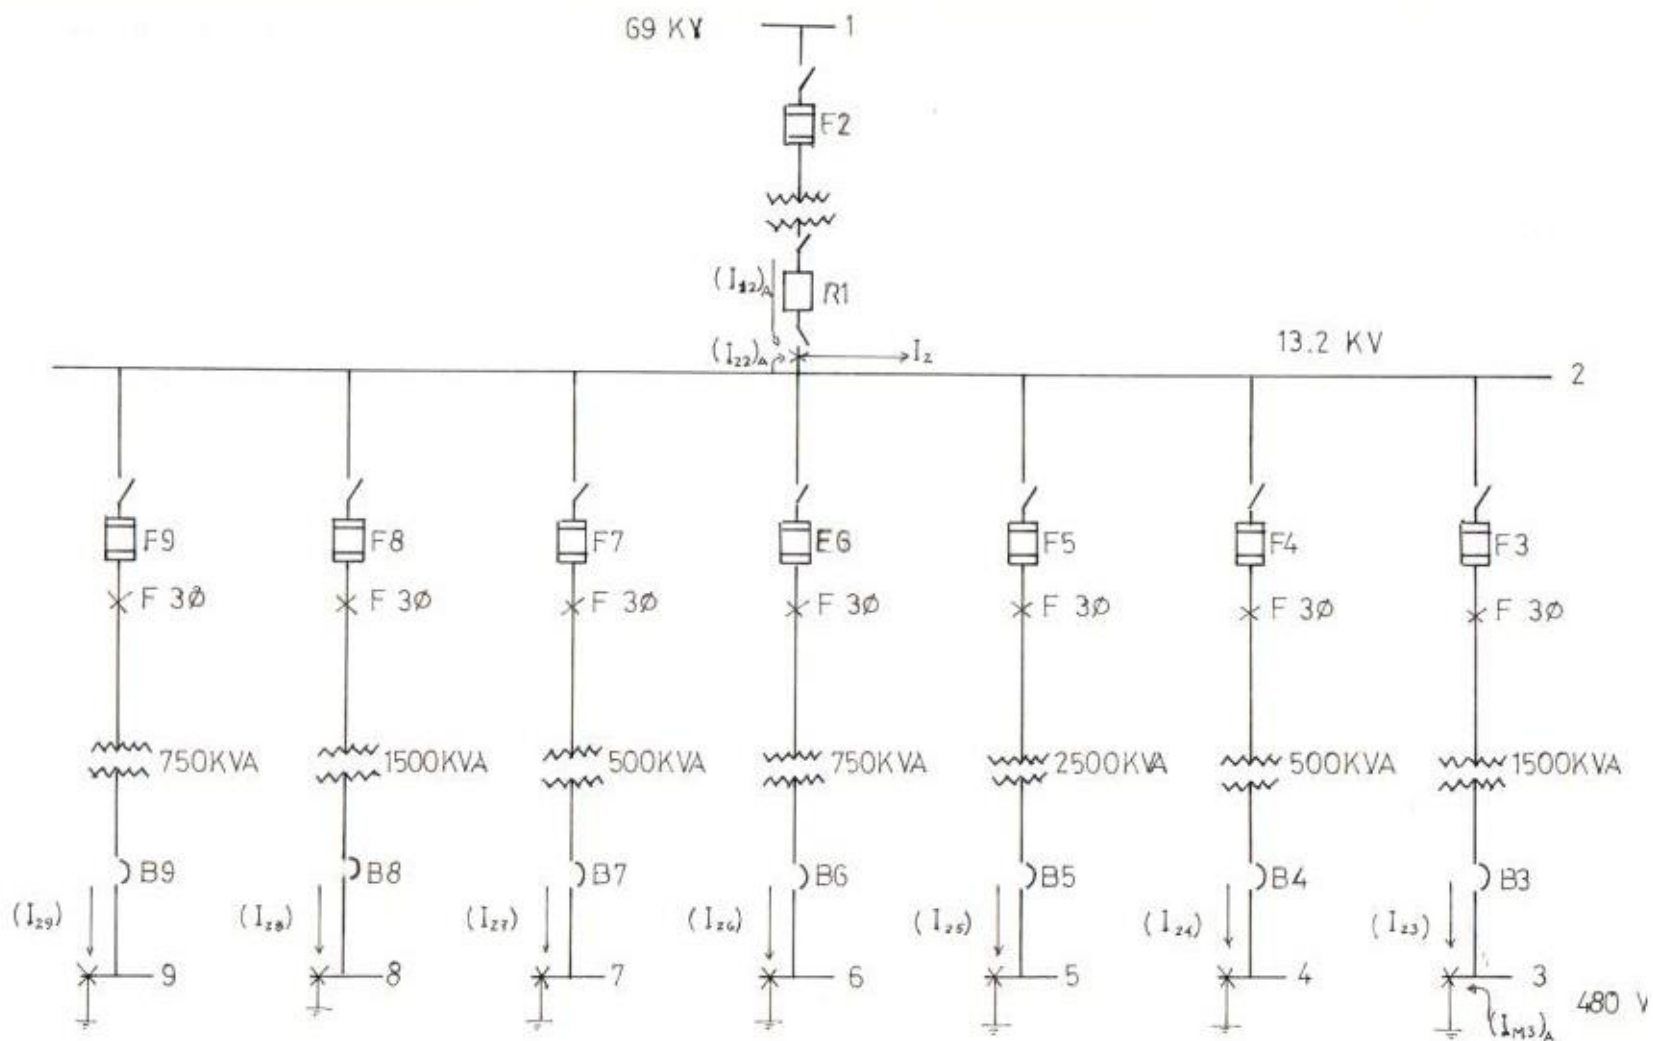 69 KV 1
F2
(I12)A R1
13.2 KV
(I22)A I2
2
F9 F8 F7 F6 F5 F4 F3
F 3Ø F 3Ø F 3Ø F 3Ø F 3Ø F 3Ø F 3Ø
750KVA 1500KVA 500KVA 750KVA 2500KVA 500KVA 1500KVA
B9 B8 B7 B6 B5 B4 B3
(I29) (I28) (I27) (I26) (I25) (I24) (I23)
9 8 7 6 5 4 3
480 V
(IM3)A